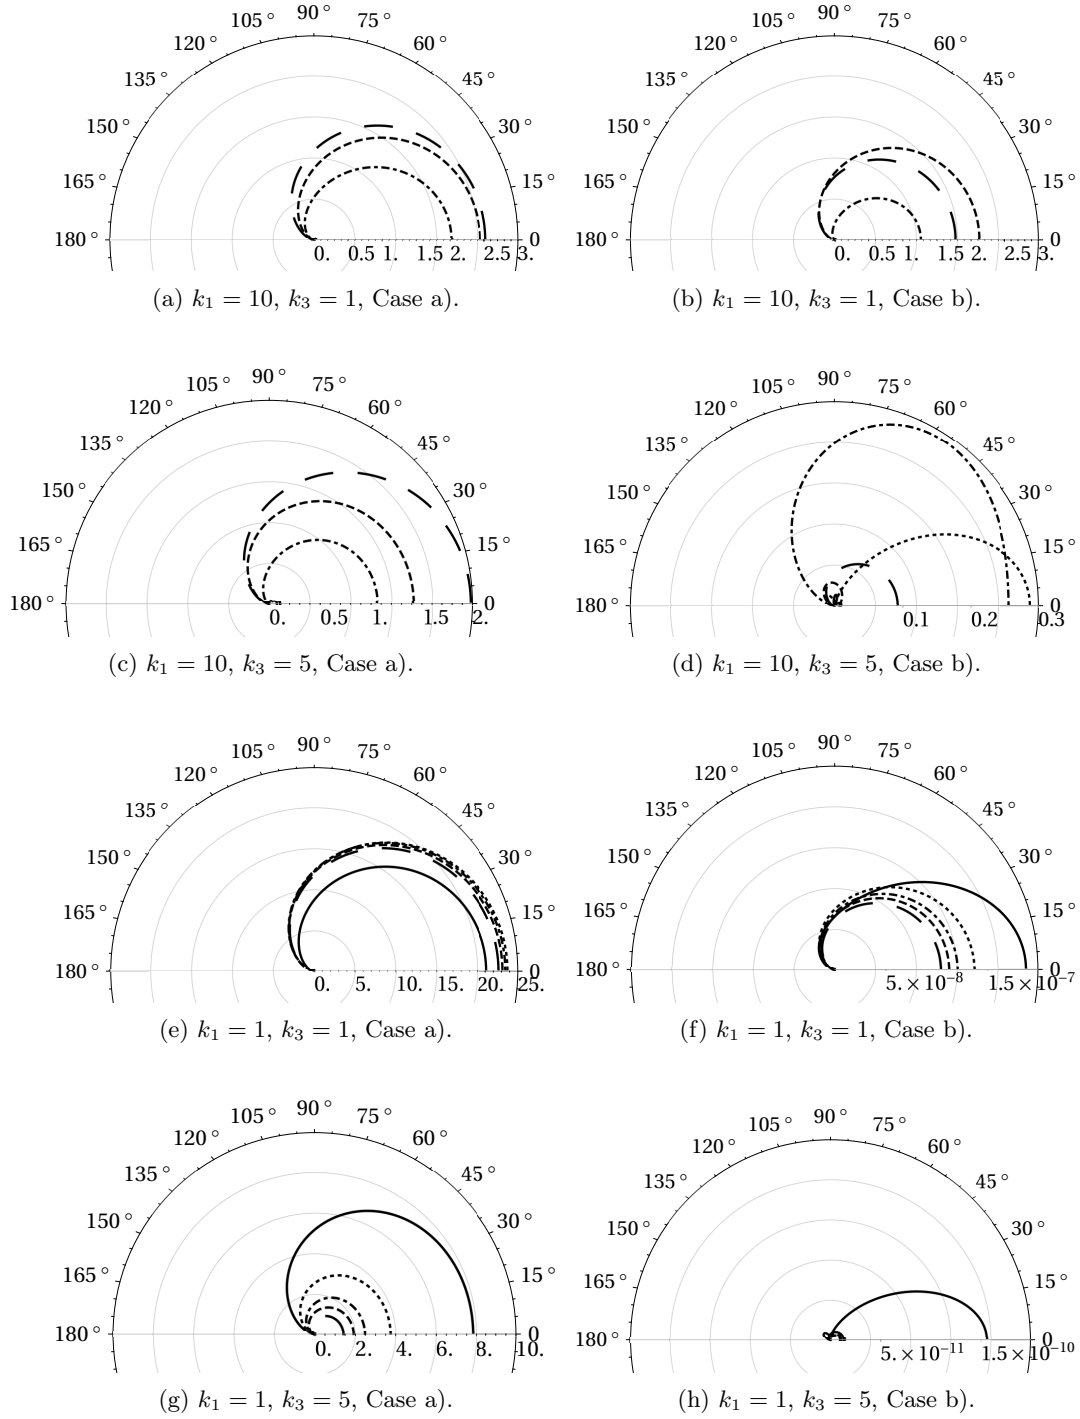 90° 90°
105° 75° 105° 75°
120° 60° 120° 60°
135° 45° 135° 45°
150° 30° 150° 30°
165° 15° 165° 15°
180° 0 180° 0
0. 0.5 1. 1.5 2. 2.5 3. 0. 0.5 1. 1.5 2. 2.5 3.
(a) k₁ = 10, k₃ = 1, Case a). (b) k₁ = 10, k₃ = 1, Case b).
90° 90°
105° 75° 105° 75°
120° 60° 120° 60°
135° 45° 135° 45°
150° 30° 150° 30°
165° 15° 165° 15°
180° 0 180° 0
0. 0.5 1. 1.5 2. 0.1 0.2 0.3
(c) k₁ = 10, k₃ = 5, Case a). (d) k₁ = 10, k₃ = 5, Case b).
90° 90°
105° 75° 105° 75°
120° 60° 120° 60°
135° 45° 135° 45°
150° 30° 150° 30°
165° 15° 165° 15°
180° 0 180° 0
0. 5. 10. 15. 20. 25. 5.×10⁻⁸ 1.5×10⁻⁷
(e) k₁ = 1, k₃ = 1, Case a). (f) k₁ = 1, k₃ = 1, Case b).
90° 90°
105° 75° 105° 75°
120° 60° 120° 60°
135° 45° 135° 45°
150° 30° 150° 30°
165° 15° 165° 15°
180° 0 180° 0
0. 2. 4. 6. 8. 10. 5.×10⁻¹¹ 1.5×10⁻¹⁰
(g) k₁ = 1, k₃ = 5, Case a). (h) k₁ = 1, k₃ = 5, Case b).